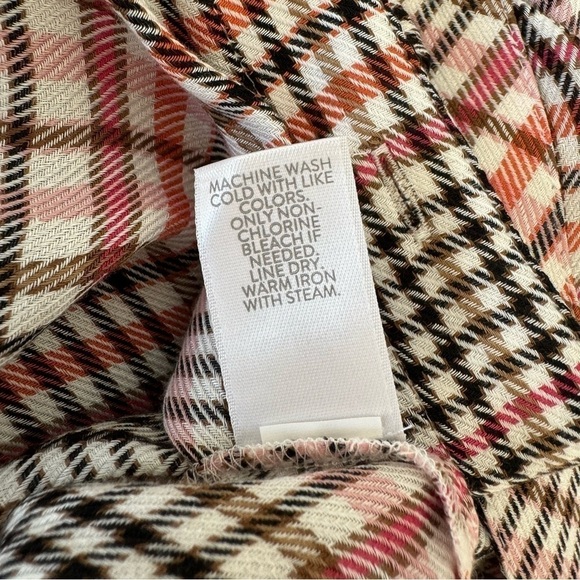 MACHINE WASH
COLD WITH LIKE
COLORS.
ONLY NON-
CHLORINE
BLEACH IF
NEEDED.
LINE DRY.
WARM IRON
WITH STEAM.